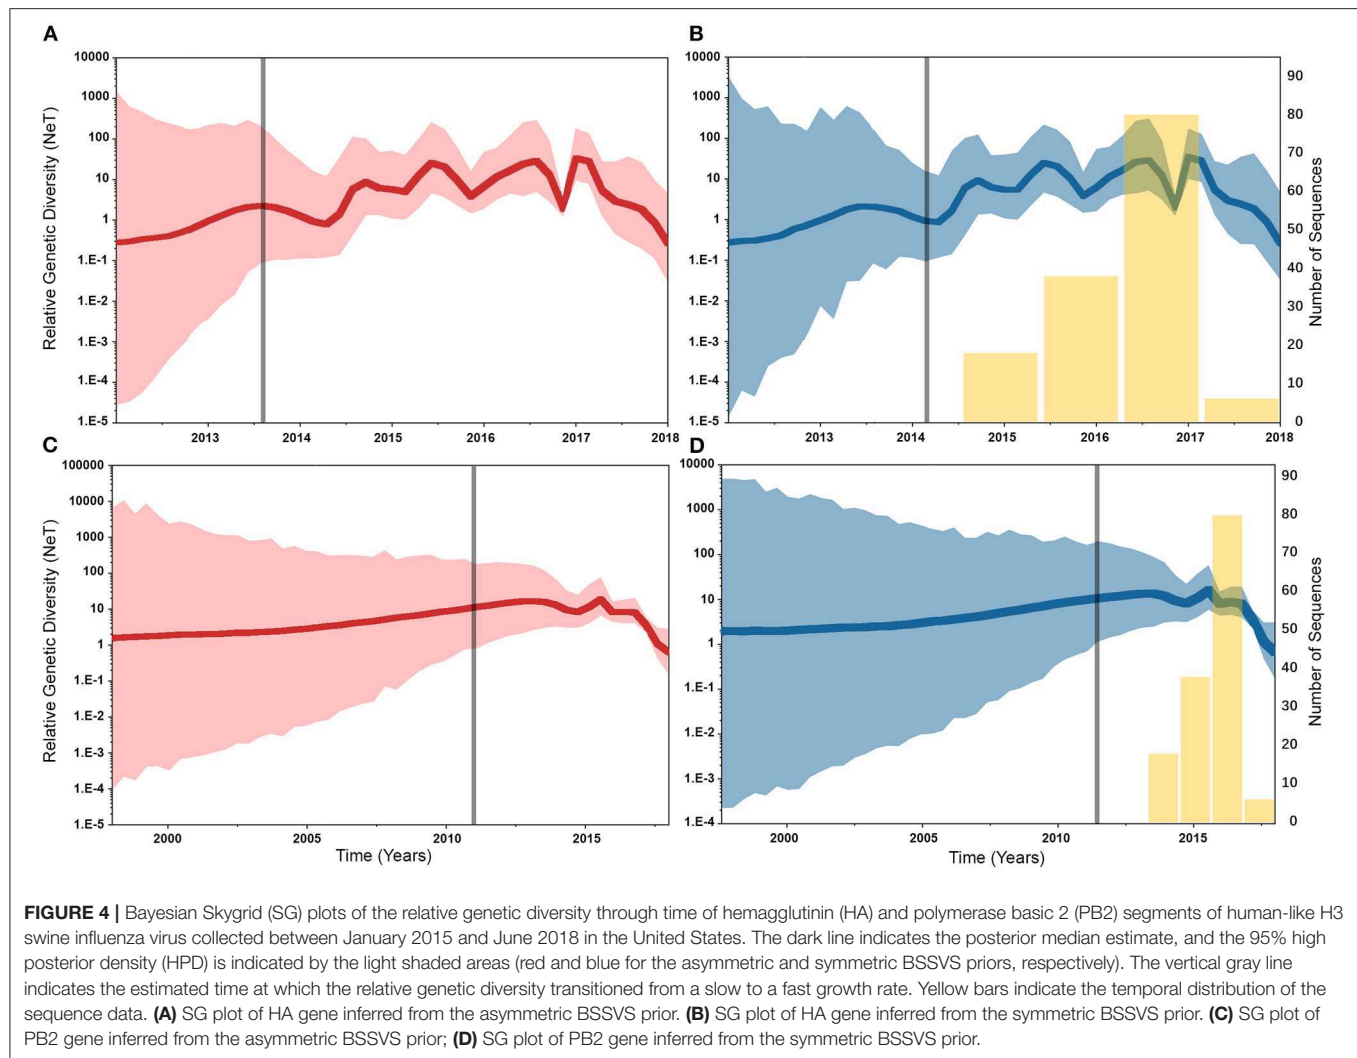 A
10000
1000
100
10
1
1.E-1
1.E-2
1.E-3
1.E-4
1.E-5
Relative Genetic Diversity (NeT)
2013
2014
2015
2016
2017
2018
B
10000
1000
100
10
1
1.E-1
1.E-2
1.E-3
1.E-4
1.E-5
90
80
70
60
50
40
30
20
10
0
Number of Sequences
2013
2014
2015
2016
2017
2018
C
100000
10000
1000
100
10
1
1.E-1
1.E-2
1.E-3
1.E-4
1.E-5
Relative Genetic Diversity (NeT)
2000
2005
2010
2015
Time (Years)
D
10000
1000
100
10
1
1.E-1
1.E-2
1.E-3
1.E-4
90
80
70
60
50
40
30
20
10
0
Number of Sequences
2000
2005
2010
2015
Time (Years)
FIGURE 4 | Bayesian Skygrid (SG) plots of the relative genetic diversity through time of hemagglutinin (HA) and polymerase basic 2 (PB2) segments of human-like H3
swine influenza virus collected between January 2015 and June 2018 in the United States. The dark line indicates the posterior median estimate, and the 95% high
posterior density (HPD) is indicated by the light shaded areas (red and blue for the asymmetric and symmetric BSSVS priors, respectively). The vertical gray line
indicates the estimated time at which the relative genetic diversity transitioned from a slow to a fast growth rate. Yellow bars indicate the temporal distribution of the
sequence data. (A) SG plot of HA gene inferred from the asymmetric BSSVS prior. (B) SG plot of HA gene inferred from the symmetric BSSVS prior. (C) SG plot of
PB2 gene inferred from the asymmetric BSSVS prior; (D) SG plot of PB2 gene inferred from the symmetric BSSVS prior.